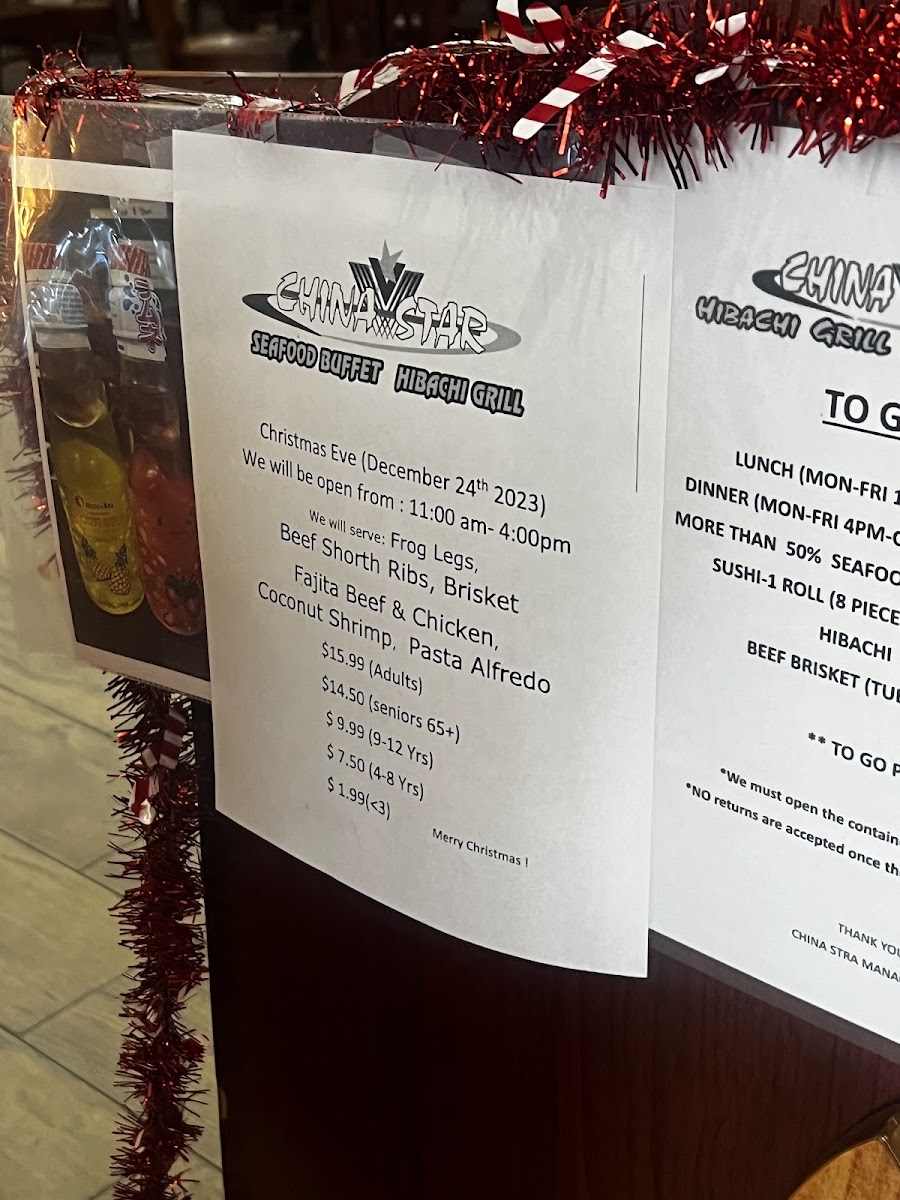 CHINA STAR
SEAFOOD BUFFET HIBACHI GRILL
Christmas Eve (December 24th 2023)
We will be open from : 11:00 am- 4:00pm
We will serve: Frog Legs,
Beef Shorth Ribs, Brisket
Fajita Beef & Chicken,
Coconut Shrimp, Pasta Alfredo
$15.99 (Adults)
$14.50 (seniors 65+)
$ 9.99 (9-12 Yrs)
$ 7.50 (4-8 Yrs)
$ 1.99(<3)
Merry Christmas !
CHINA
HIBACHI GRILL
TO G
LUNCH (MON-FRI 1
DINNER (MON-FRI 4PM-
MORE THAN 50% SEAFOO
SUSHI-1 ROLL (8 PIECE
HIBACHI
BEEF BRISKET (TU
** TO GO P
*We must open the contain
*NO returns are accepted once th
THANK YOU
CHINA STRA MANA